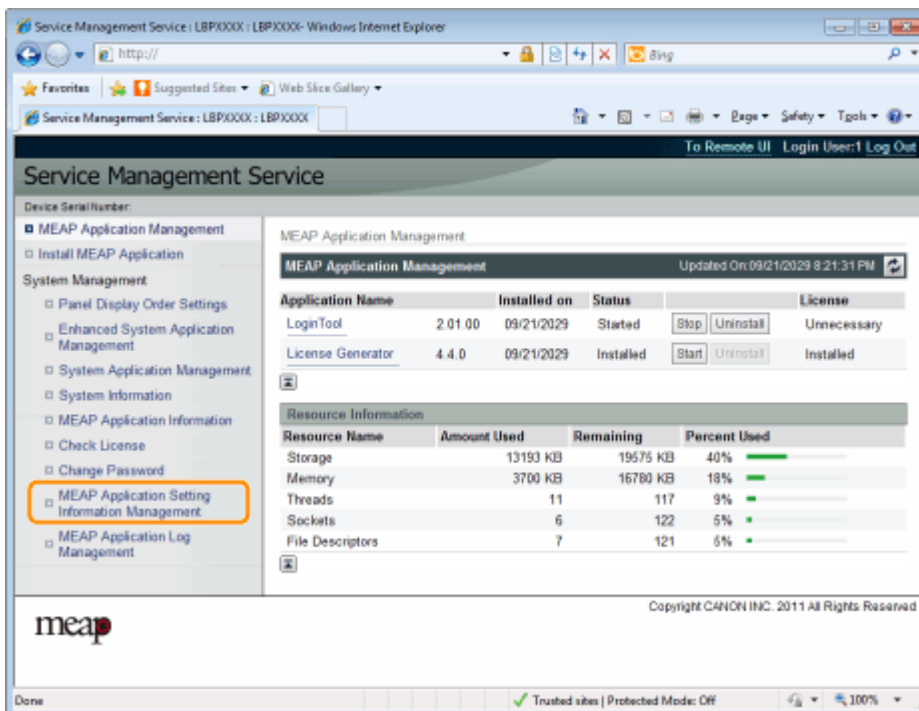 Service Management Service : LBPXXXX : LBPXXXX- Windows Internet Explorer
http://
Bing
Favorites Suggested Sites Web Slice Gallery
Service Management Service : LBPXXXX : LBPXXXX
Page Safety Tools
To Remote UI Login User:1 Log Out
Service Management Service
Device Serial Number:
MEAP Application Management
Install MEAP Application
System Management
Panel Display Order Settings
Enhanced System Application
Management
System Application Management
System Information
MEAP Application Information
Check License
Change Password
MEAP Application Setting
Information Management
MEAP Application Log
Management
MEAP Application Management
MEAP Application Management Updated On:09/21/2029 8:21:31 PM
Application Name Installed on Status License
LoginTool 2.01.00 09/21/2029 Started Stop Uninstall Unnecessary
License Generator 4.4.0 09/21/2029 Installed Start Uninstall Installed
Resource Information
Resource Name Amount Used Remaining Percent Used
Storage 13193 KB 19575 KB 40%
Memory 3700 KB 16780 KB 18%
Threads 11 117 9%
Sockets 6 122 5%
File Descriptors 7 121 6%
Copyright CANON INC. 2011 All Rights Reserved
meap
Done Trusted sites | Protected Mode: Off 100%